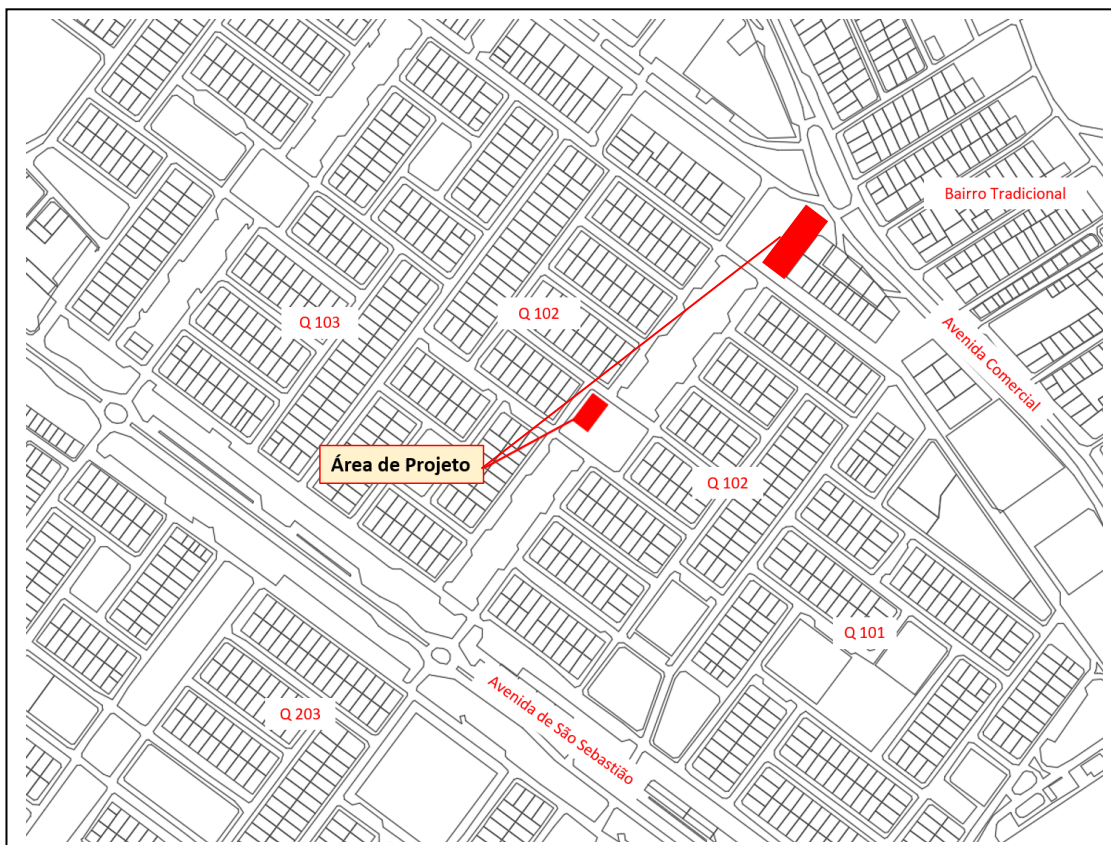 Bairro Tradicional
Q 102
Q 103
Avenida Comercial
Área de Projeto
Q 102
Q 101
Q 203
Avenida de São Sebastião